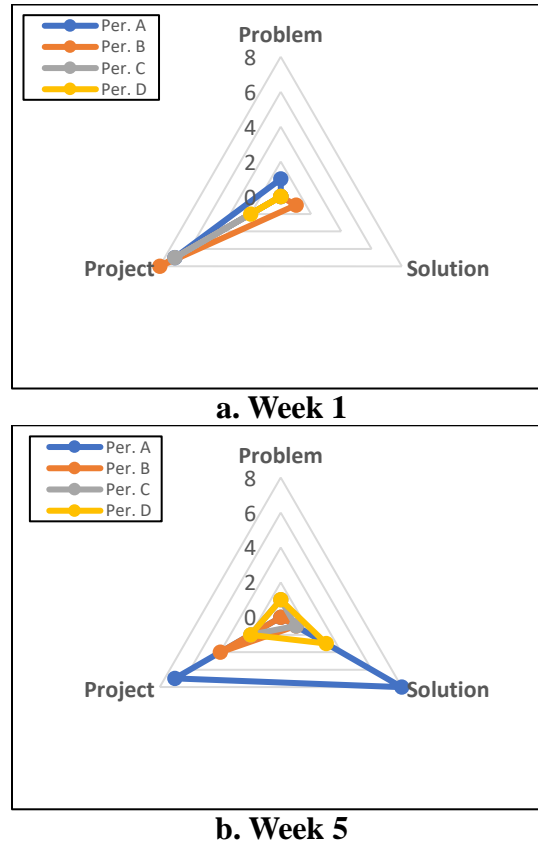 Per. A
Per. B
Per. C
Per. D
Problem
8
6
4
2
0
Project
Solution
a. Week 1
Per. A
Per. B
Per. C
Per. D
Problem
8
6
4
2
0
Project
Solution
b. Week 5